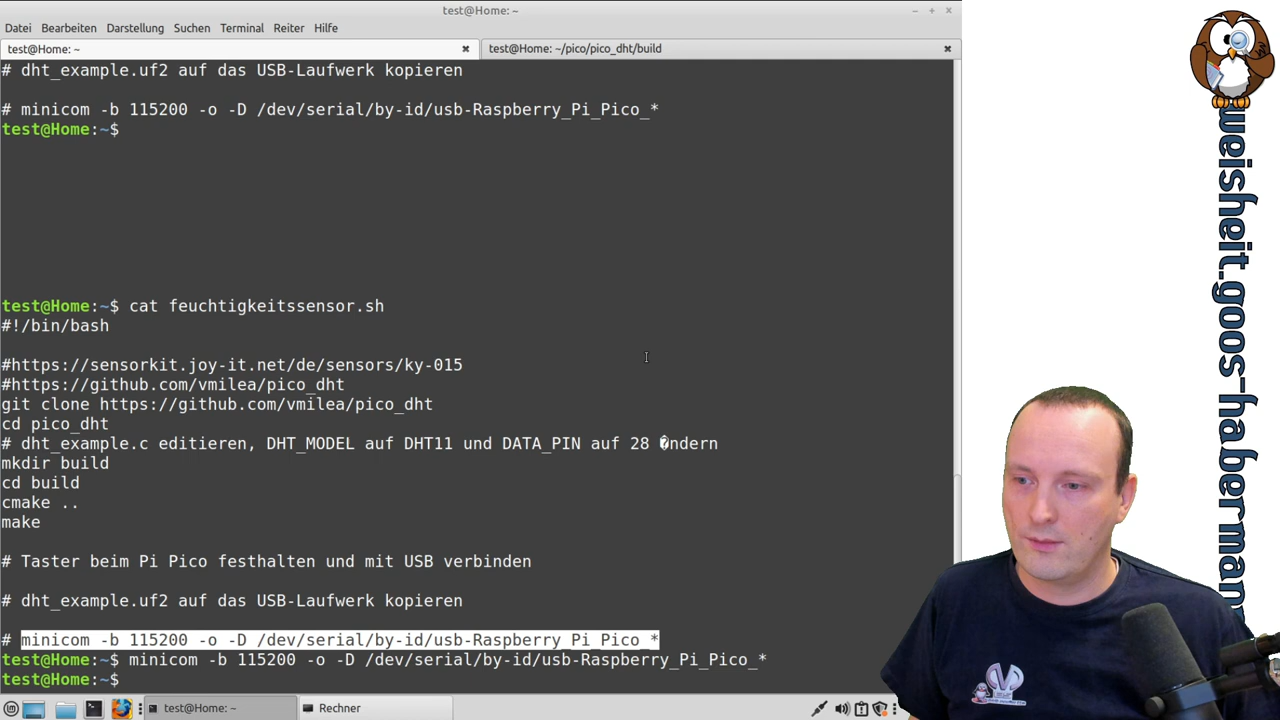 test@Home: ~
Datei Bearbeiten Darstellung Suchen Terminal Reiter Hilfe
test@Home: ~
test@Home: ~/pico/pico_dht/build
# dht_example.uf2 auf das USB-Laufwerk kopieren
# minicom -b 115200 -o -D /dev/serial/by-id/usb-Raspberry_Pi_Pico_*
test@Home:~$
test@Home:~$ cat feuchtigkeitssensor.sh
#!/bin/bash
#https://sensorkit.joy-it.net/de/sensors/ky-015
#https://github.com/vmilea/pico_dht
git clone https://github.com/vmilea/pico_dht
cd pico_dht
# dht_example.c editieren, DHT_MODEL auf DHT11 und DATA_PIN auf 28 �ndern
mkdir build
cd build
cmake ..
make
# Taster beim Pi Pico festhalten und mit USB verbinden
# dht_example.uf2 auf das USB-Laufwerk kopieren
# minicom -b 115200 -o -D /dev/serial/by-id/usb-Raspberry_Pi_Pico_*
test@Home:~$ minicom -b 115200 -o -D /dev/serial/by-id/usb-Raspberry_Pi_Pico_*
test@Home:~$
test@Home: ~
Rechner